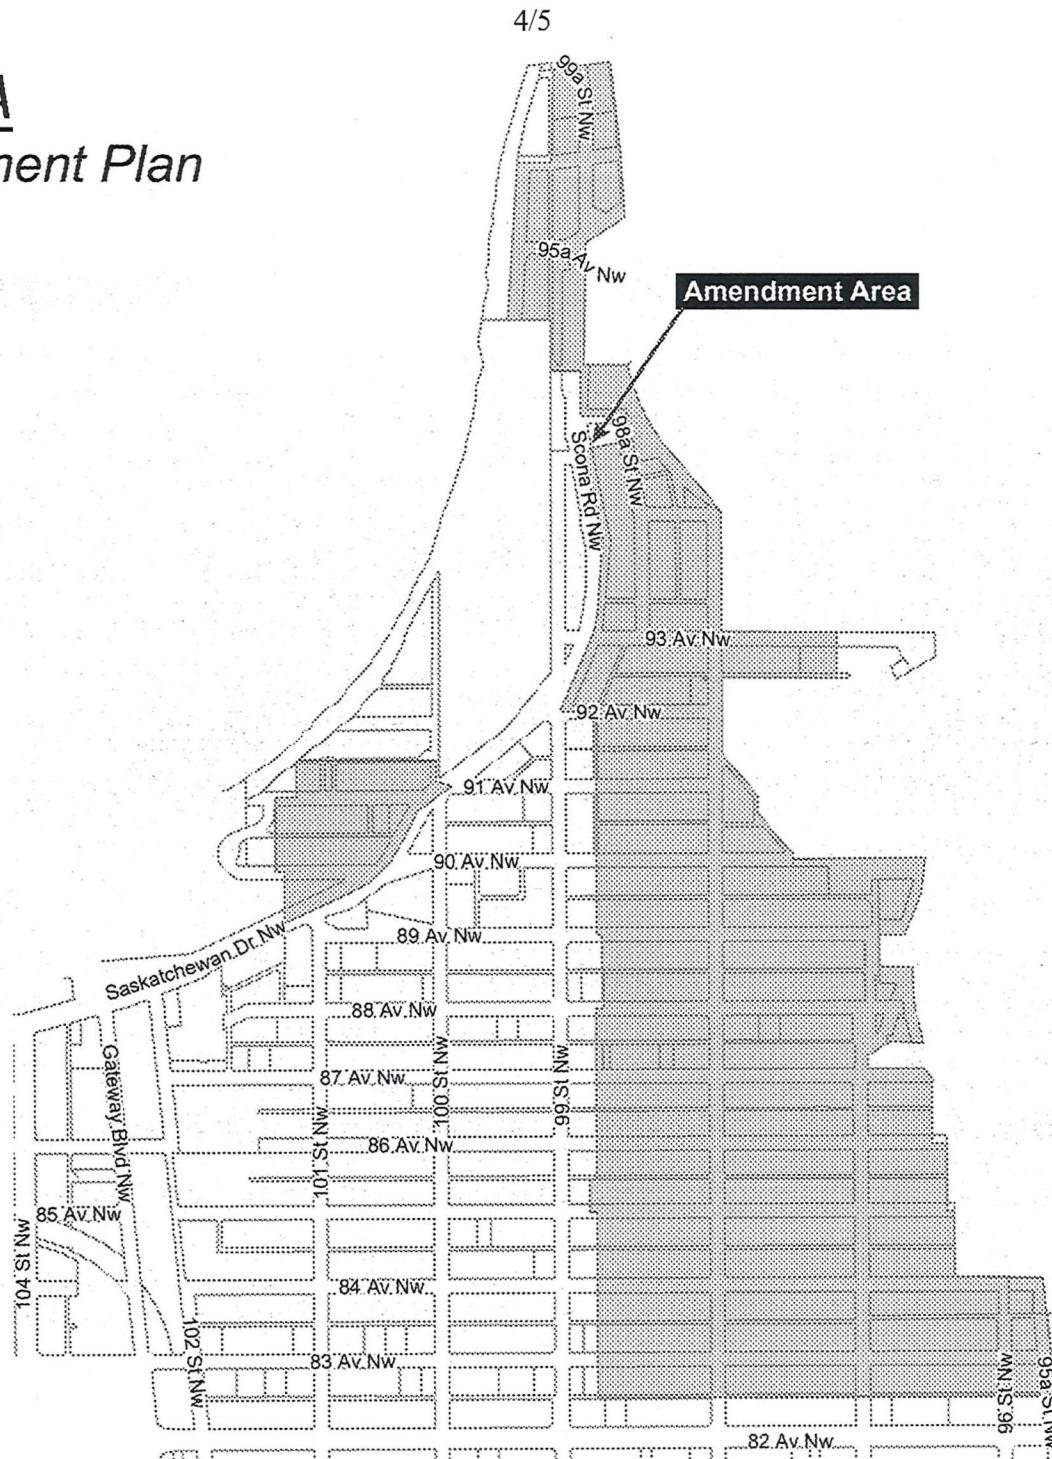 4/5
A
nent Plan
99a St Nw
95a Av Nw
Amendment Area
98a St Nw
Scona Rd Nw
93 Av Nw
92 Av Nw
91 Av Nw
90 Av Nw
89 Av Nw
Saskatchewan Dr Nw
88 Av Nw
Gateway Blvd Nw
87 Av Nw
100 St Nw
99 St Nw
101 St Nw
86 Av Nw
85 Av Nw
104 St Nw
84 Av Nw
102 St Nw
83 Av Nw
96 St Nw
95a St Nw
82 Av Nw